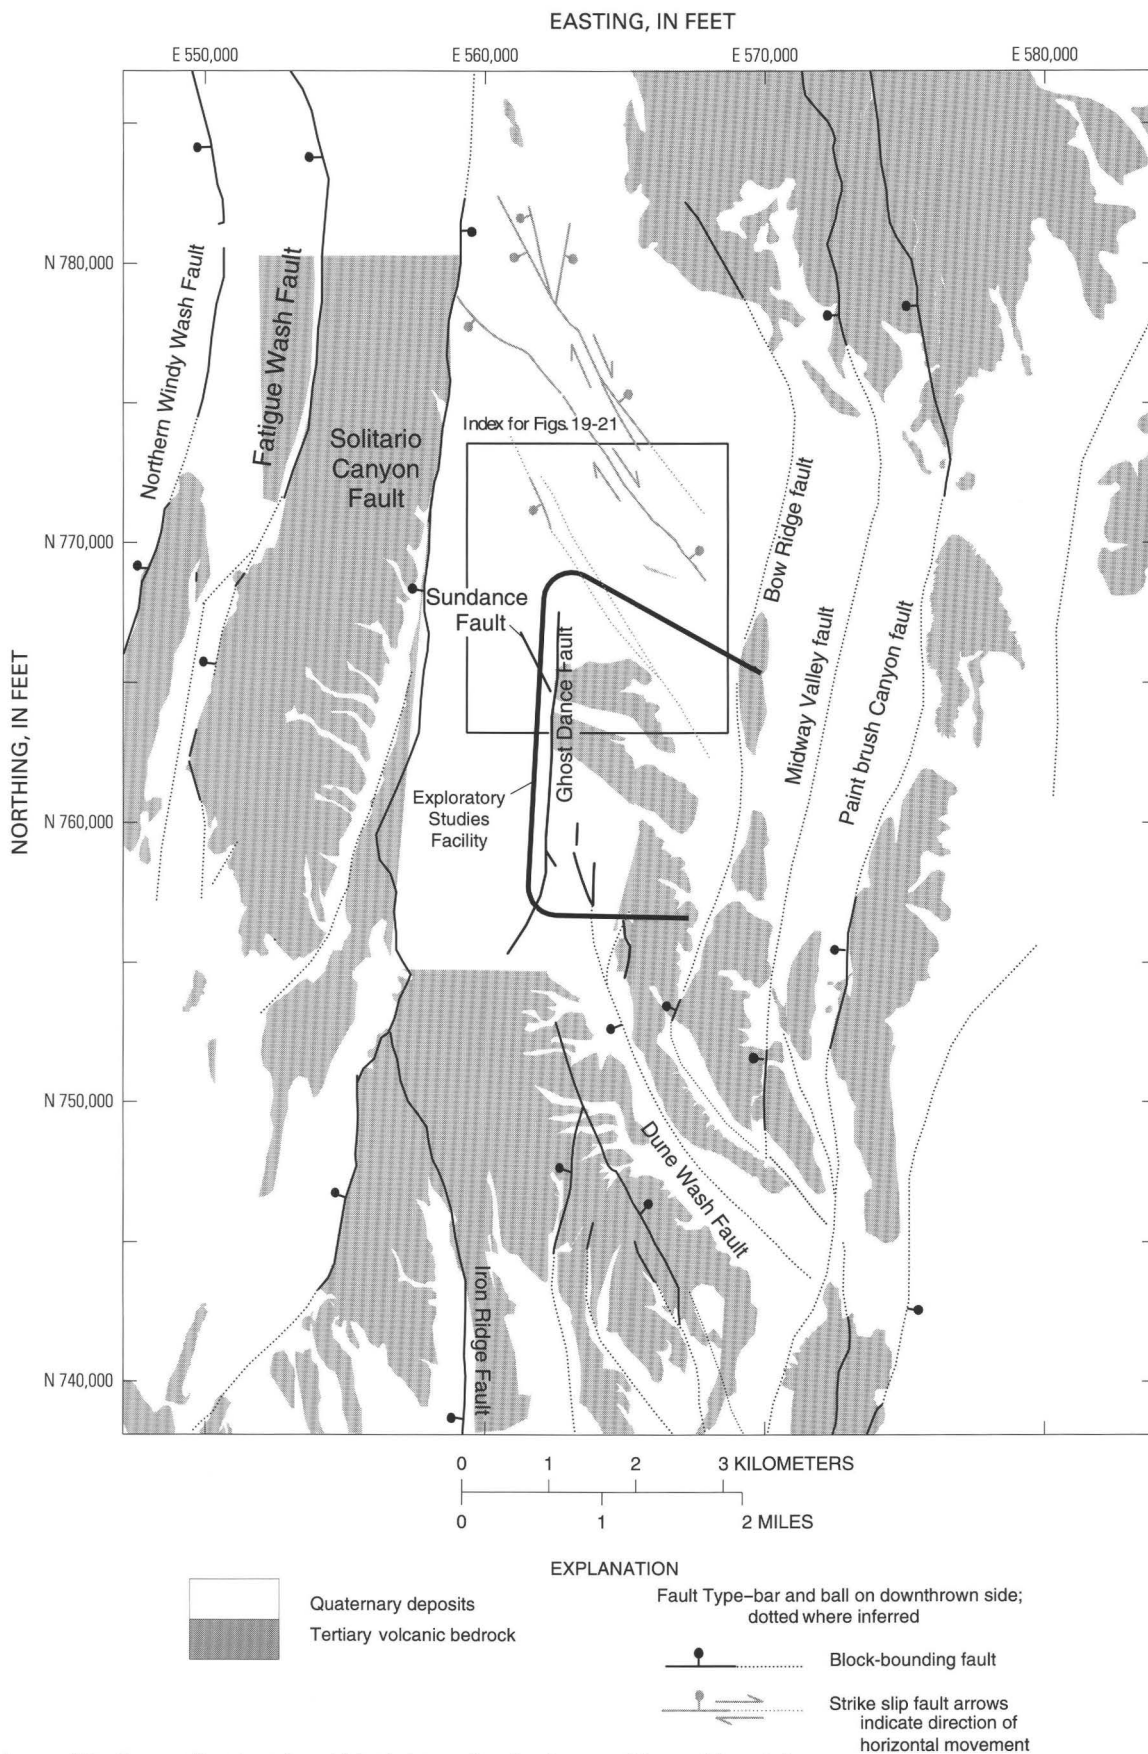 EASTING, IN FEET
E 550,000
E 560,000
E 570,000
E 580,000
NORTHING, IN FEET
N 780,000
N 770,000
N 760,000
N 750,000
N 740,000
Northern Windy Wash Fault
Fatigue Wash Fault
Solitario
Canyon
Fault
Index for Figs. 19-21
Sundance
Fault
Ghost Dance Fault
Exploratory
Studies
Facility
Bow Ridge fault
Midway Valley fault
Paint brush Canyon fault
Dune Wash Fault
Iron Ridge Fault
0 1 2 3 KILOMETERS
0 1 2 MILES
EXPLANATION
Quaternary deposits
Tertiary volcanic bedrock
Fault Type–bar and ball on downthrown side;
dotted where inferred
Block-bounding fault
Strike slip fault arrows
indicate direction of
horizontal movement